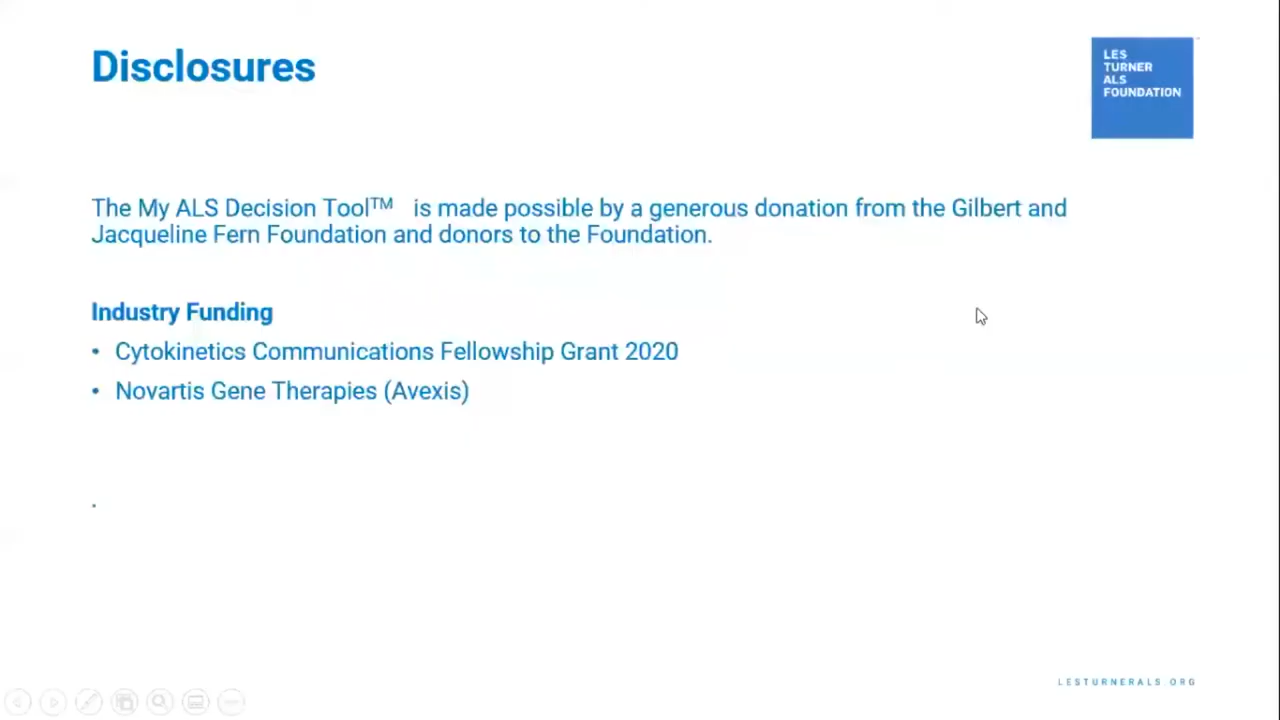 Disclosures
LES
TURNER
ALS
FOUNDATION
The My ALS Decision Tool™ is made possible by a generous donation from the Gilbert and
Jacqueline Fern Foundation and donors to the Foundation.
Industry Funding
• Cytokinetics Communications Fellowship Grant 2020
• Novartis Gene Therapies (Avexis)
.
LESTURNERALS.ORG